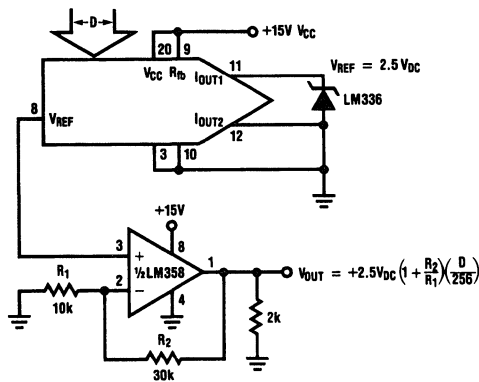 D
+15V VCC
20 9
VCC Rfb IOUT1 11
VREF = 2.5 VDC
8 VREF
LM336
IOUT2
12
3 10
+15V
3 + 8
½LM358 1
VOUT = +2.5VDC (1 + R2/R1)(D/256)
R1 2 −
4
10k
2k
R2
30k